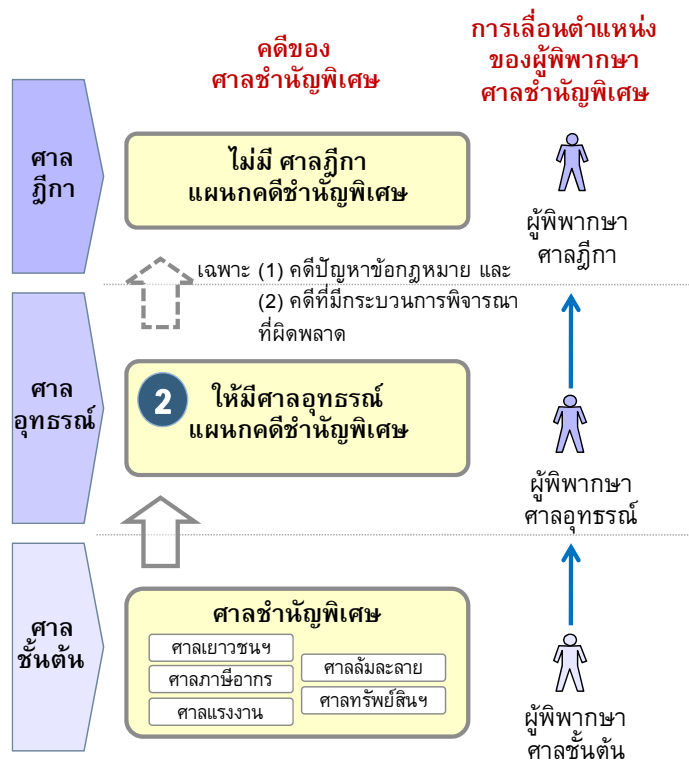 คดีของ
ศาลชำนัญพิเศษ
การเลื่อนตำแหน่ง
ของผู้พิพากษา
ศาลชำนัญพิเศษ
ศาล
ฎีกา
ไม่มี ศาลฎีกา
แผนกคดีชำนัญพิเศษ
ผู้พิพากษา
ศาลฎีกา
เฉพาะ (1) คดีปัญหาข้อกฎหมาย และ
(2) คดีที่มีกระบวนการพิจารณา
ที่ผิดพลาด
ศาล
อุทธรณ์
2
ให้มีศาลอุทธรณ์
แผนกคดีชำนัญพิเศษ
ผู้พิพากษา
ศาลอุทธรณ์
ศาล
ชั้นต้น
ศาลชำนัญพิเศษ
ศาลเยาวชนฯ
ศาลภาษีอากร
ศาลแรงงาน
ศาลล้มละลาย
ศาลทรัพย์สินฯ
ผู้พิพากษา
ศาลชั้นต้น